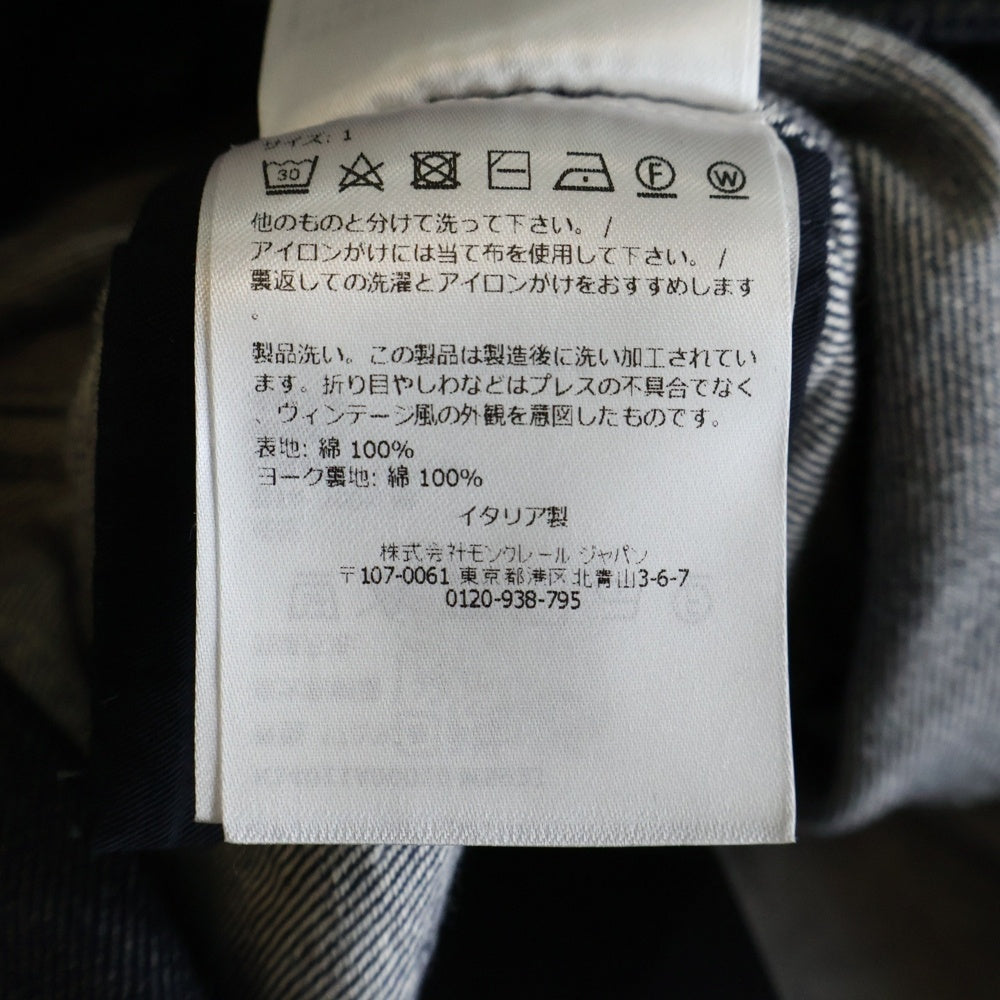 サイズ: 1
30 F W
他のものと分けて洗って下さい。 /
アイロンがけには当て布を使用して下さい。 /
裏返しての洗濯とアイロンがけをおすすめします
。
製品洗い。この製品は製造後に洗い加工されてい
ます。折り目やしわなどはプレスの不具合でなく
、ヴィンテージ風の外観を意図したものです。
表地: 綿 100%
ヨーク裏地: 綿 100%
イタリア製
株式会社モンクレール ジャパン
〒107-0061 東京都港区北青山3-6-7
0120-938-795